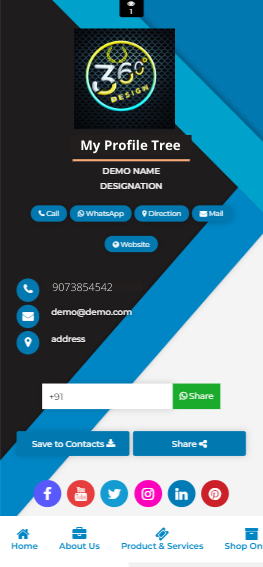 1
360°
DESIGN
My Profile Tree
DEMO NAME
DESIGNATION
Call WhatsApp Direction Mail
Website
9073854542
demo@demo.com
address
+91 Share
Save to Contacts Share
Home About Us Product & Services Shop On